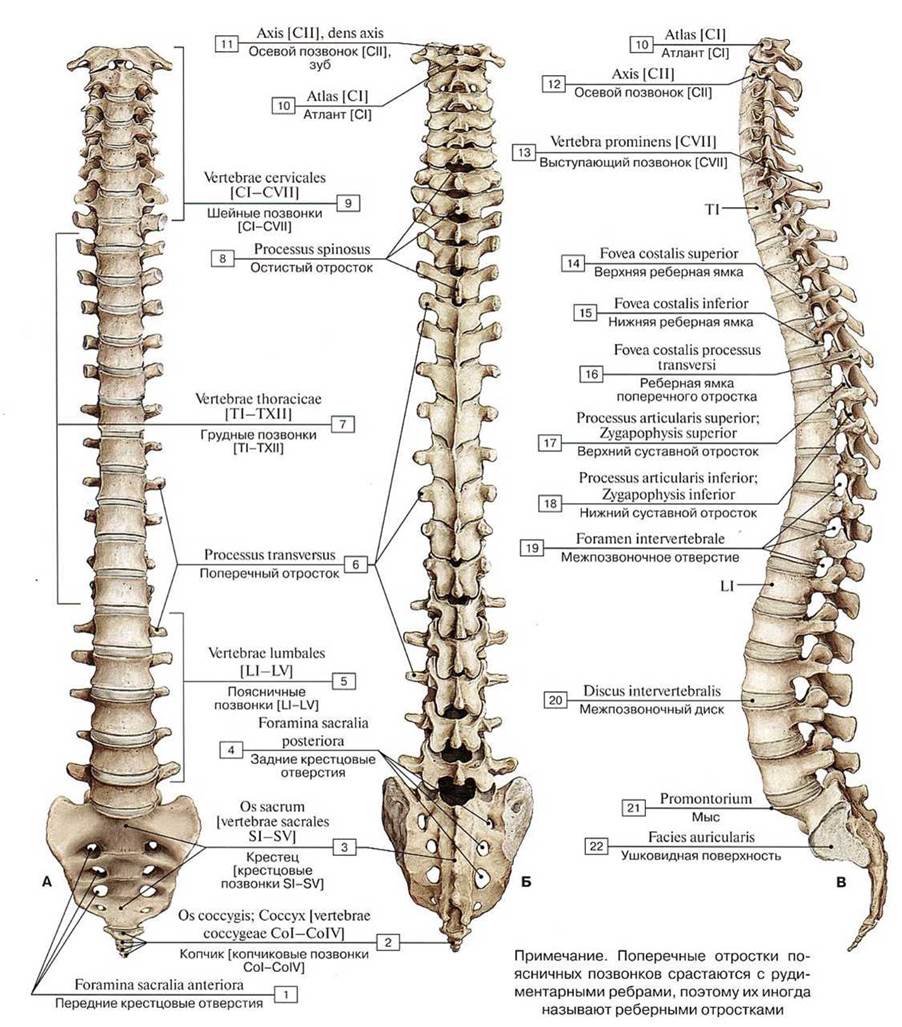 11
Axis [CII], dens axis
Осевой позвонок [CII],
зуб
10
Atlas [CI]
Атлант [CI]
Vertebrae cervicales
[CI–CVII]
Шейные позвонки
[CI–CVII]
9
8
Processus spinosus
Остистый отросток
Vertebrae thoracicae
[TI–TXII]
Грудные позвонки
[TI–TXII]
7
Processus transversus
Поперечный отросток
6
Vertebrae lumbales
[LI–LV]
Поясничные
позвонки [LI–LV]
5
4
Foramina sacralia
posteriora
Задние крестцовые
отверстия
Os sacrum
[vertebrae sacrales
SI–SV]
Крестец
[крестцовые
позвонки SI–SV]
3
Os coccygis; Coccyx [vertebrae
coccygeae CoI–CoIV]
Копчик [копчиковые позвонки
CoI–CoIV]
2
Foramina sacralia anteriora
Передние крестцовые отверстия
1
А
Б
10
Atlas [CI]
Атлант [CI]
12
Axis [CII]
Осевой позвонок [CII]
13
Vertebra prominens [CVII]
Выступающий позвонок [CVII]
TI
14
Fovea costalis superior
Верхняя реберная ямка
15
Fovea costalis inferior
Нижняя реберная ямка
16
Fovea costalis processus
transversi
Реберная ямка
поперечного отростка
17
Processus articularis superior;
Zygapophysis superior
Верхний суставной отросток
18
Processus articularis inferior;
Zygapophysis inferior
Нижний суставной отросток
19
Foramen intervertebrale
Межпозвоночное отверстие
LI
20
Discus intervertebralis
Межпозвоночный диск
21
Promontorium
Мыс
22
Facies auricularis
Ушковидная поверхность
В
Примечание. Поперечные отростки по-
ясничных позвонков срастаются с руди-
ментарными ребрами, поэтому их иногда
называют реберными отростками